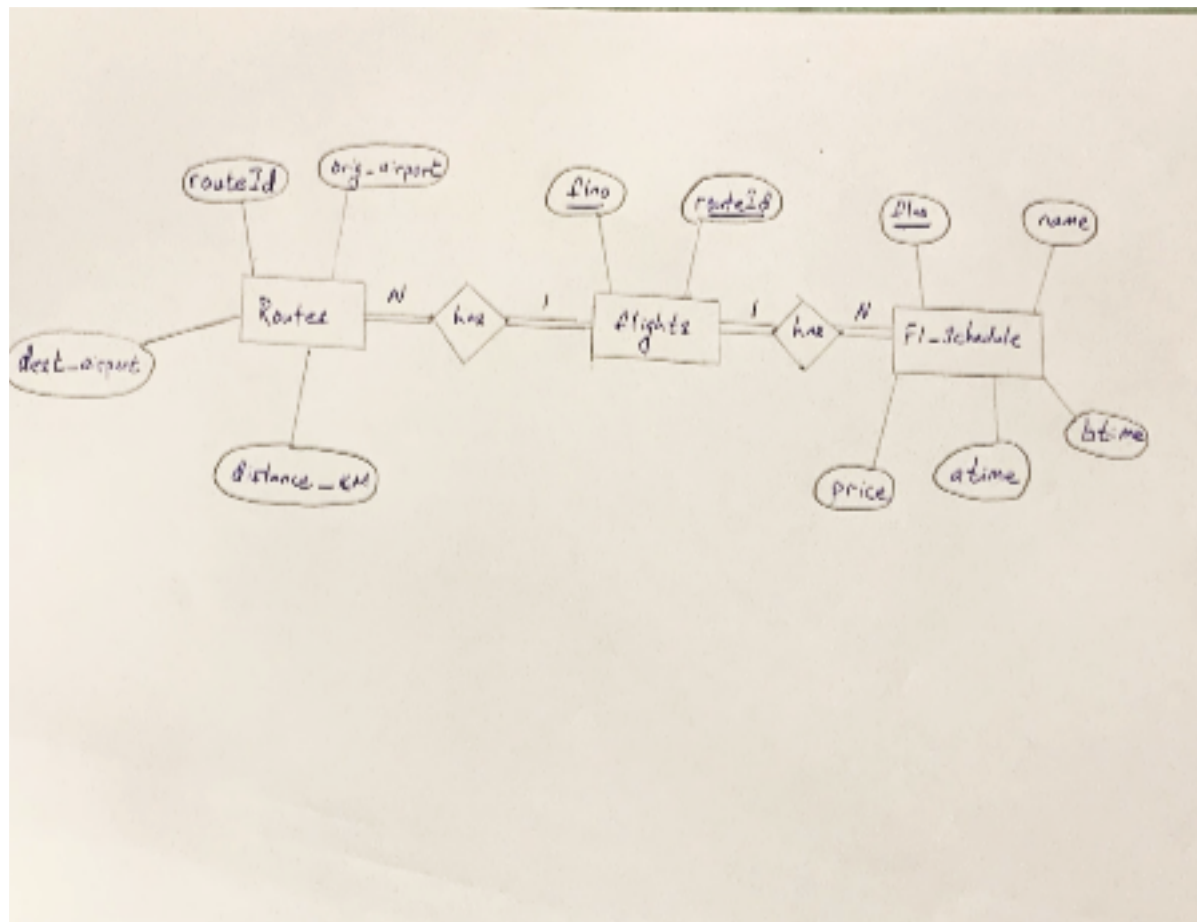 routeId
orig_airport
flno
routeId
flno
name
Routes
N
has
1
flights
1
has
N
Fl_Schedule
dest_airport
distance_KM
price
atime
btime